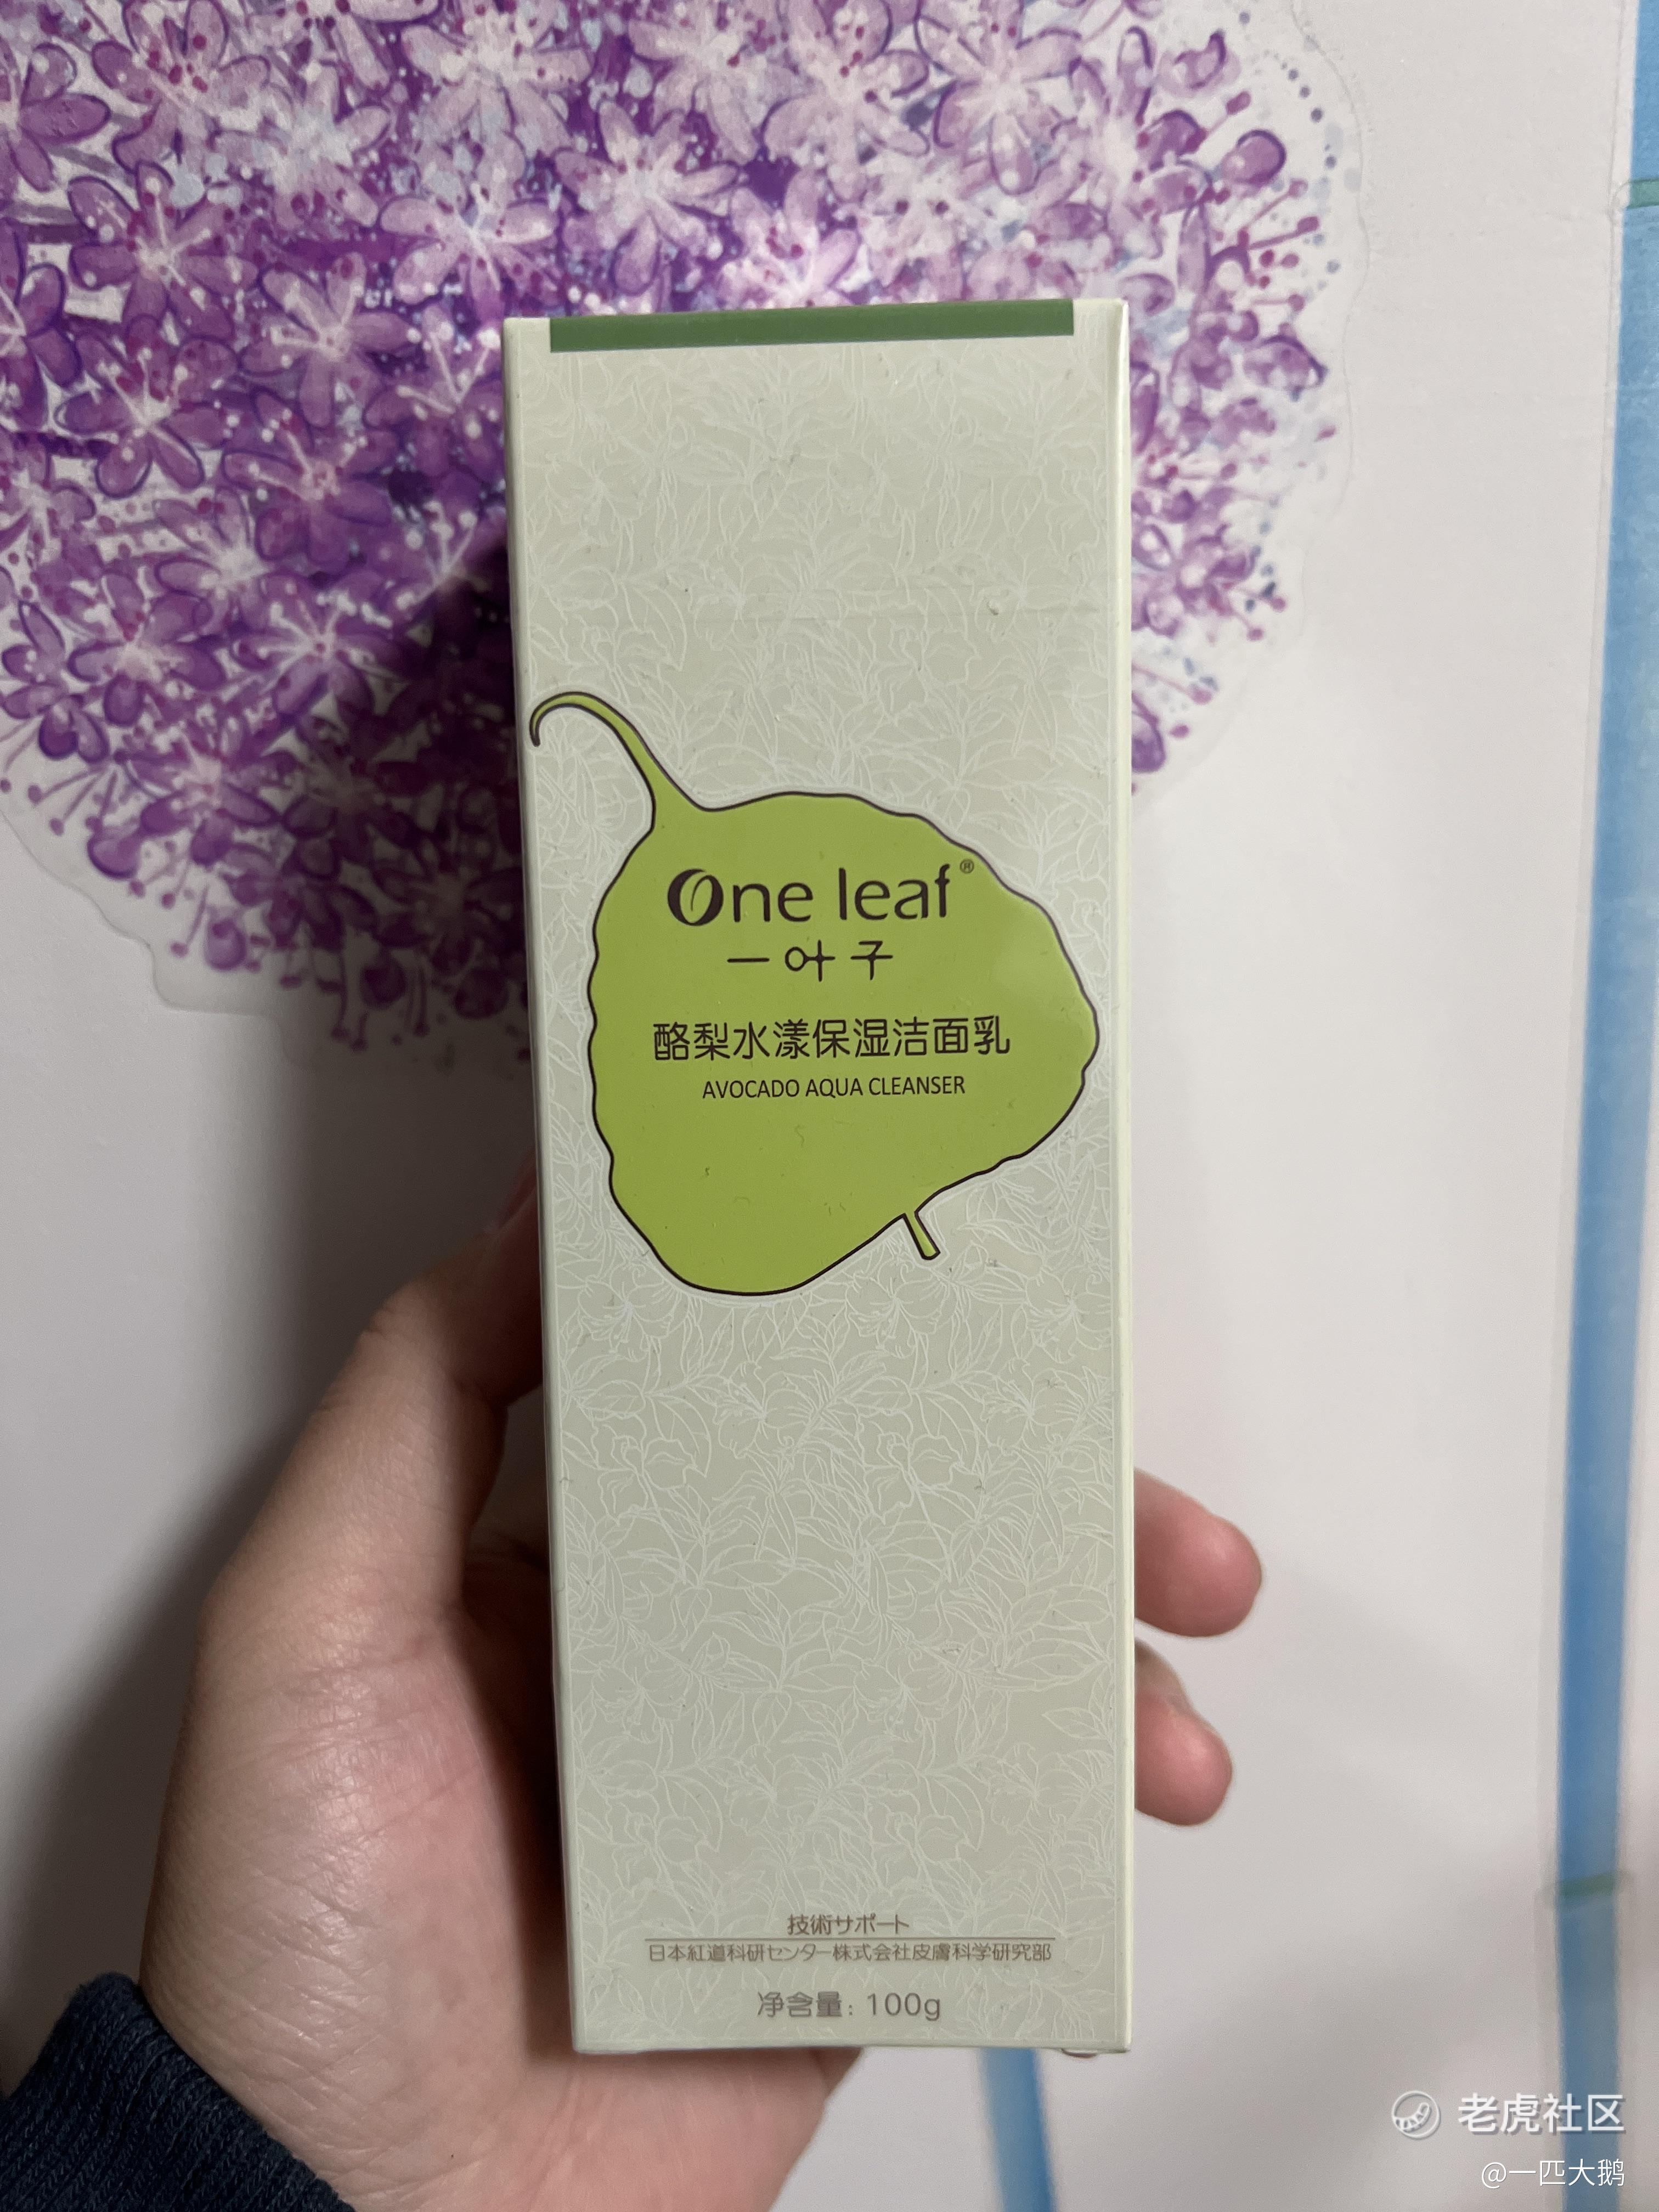 One leaf®
一叶子
酪梨水漾保湿洁面乳
AVOCADO AQUA CLEANSER
技術サポート
日本紅道科研センター株式会社皮膚科学研究部
净含量: 100g
老虎社区
@一匹大鹅